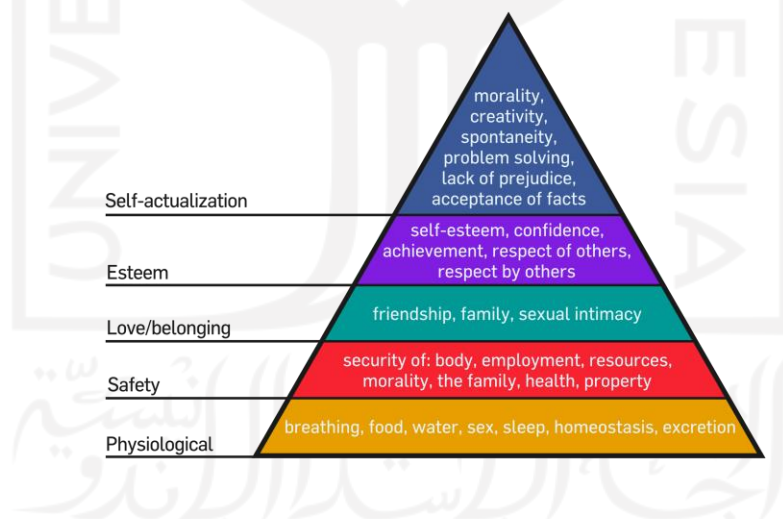 UNIVE
ESIA
morality,
creativity,
spontaneity,
problem solving,
lack of prejudice,
acceptance of facts
Self-actualization
self-esteem, confidence,
achievement, respect of others,
respect by others
Esteem
friendship, family, sexual intimacy
Love/belonging
security of: body, employment, resources,
morality, the family, health, property
Safety
breathing, food, water, sex, sleep, homeostasis, excretion
Physiological